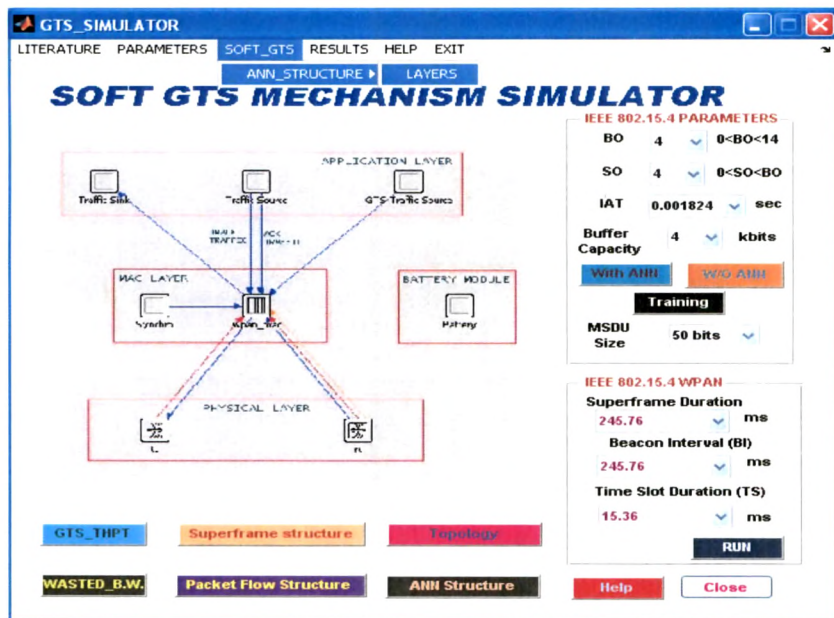 GTS_SIMULATOR
LITERATURE PARAMETERS SOFT_GTS RESULTS HELP EXIT
ANN_STRUCTURE LAYERS
SOFT GTS MECHANISM SIMULATOR
IEEE 802.15.4 PARAMETERS
BO 4 0<BO<14
SO 4 0<SO<BO
IAT 0.001824 sec
Buffer Capacity 4 kbits
With ANN W/O ANN
Training
MSDU Size 50 bits
APPLICATION LAYER
Traffic Sink Traffic Source GTS Traffic Source
TRAFFIC ACK
MAC LAYER
BATTERY MODULE
Synchro wpan_mac Battery
PHYSICAL LAYER
IEEE 802.15.4 WPAN
Superframe Duration
245.76 ms
Beacon Interval (BI)
245.76 ms
Time Slot Duration (TS)
15.36 ms
RUN
GTS_THPT Superframe structure Topology
WASTED_B.W. Packet Flow Structure ANN Structure Help Close